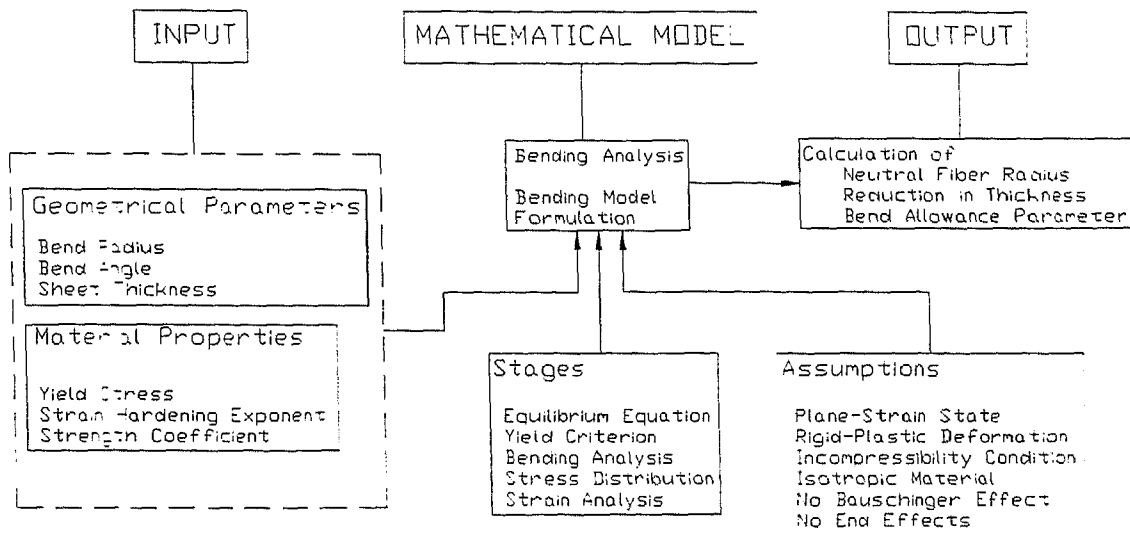 INPUT
MATHEMATICAL MODEL
OUTPUT
Geometrical Parameters
Bend Radius
Bend Angle
Sheet Thickness
Material Properties
Yield Stress
Strain Hardening Exponent
Strength Coefficient
Bending Analysis
Bending Model
Formulation
Calculation of
Neutral Fiber Radius
Reduction in Thickness
Bend Allowance Parameter
Stages
Equilibrium Equation
Yield Criterion
Bending Analysis
Stress Distribution
Strain Analysis
Assumptions
Plane-Strain State
Rigid-Plastic Deformation
Incompressibility Condition
Isotropic Material
No Bauschinger Effect
No End Effects